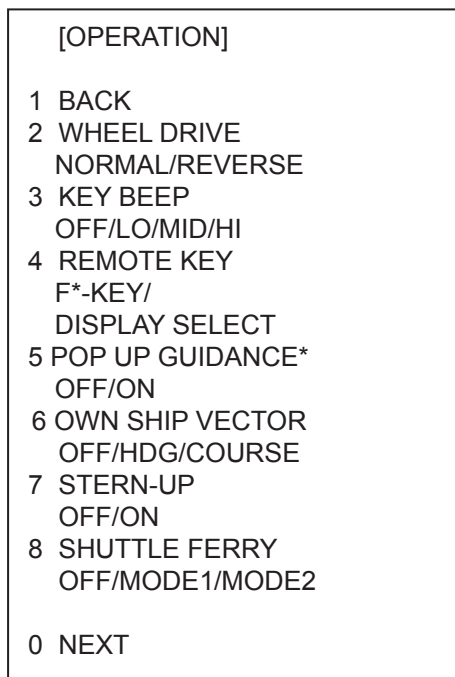 [OPERATION]
1 BACK
2 WHEEL DRIVE
NORMAL/REVERSE
3 KEY BEEP
OFF/LO/MID/HI
4 REMOTE KEY
F*-KEY/
DISPLAY SELECT
5 POP UP GUIDANCE*
OFF/ON
6 OWN SHIP VECTOR
OFF/HDG/COURSE
7 STERN-UP
OFF/ON
8 SHUTTLE FERRY
OFF/MODE1/MODE2
0 NEXT